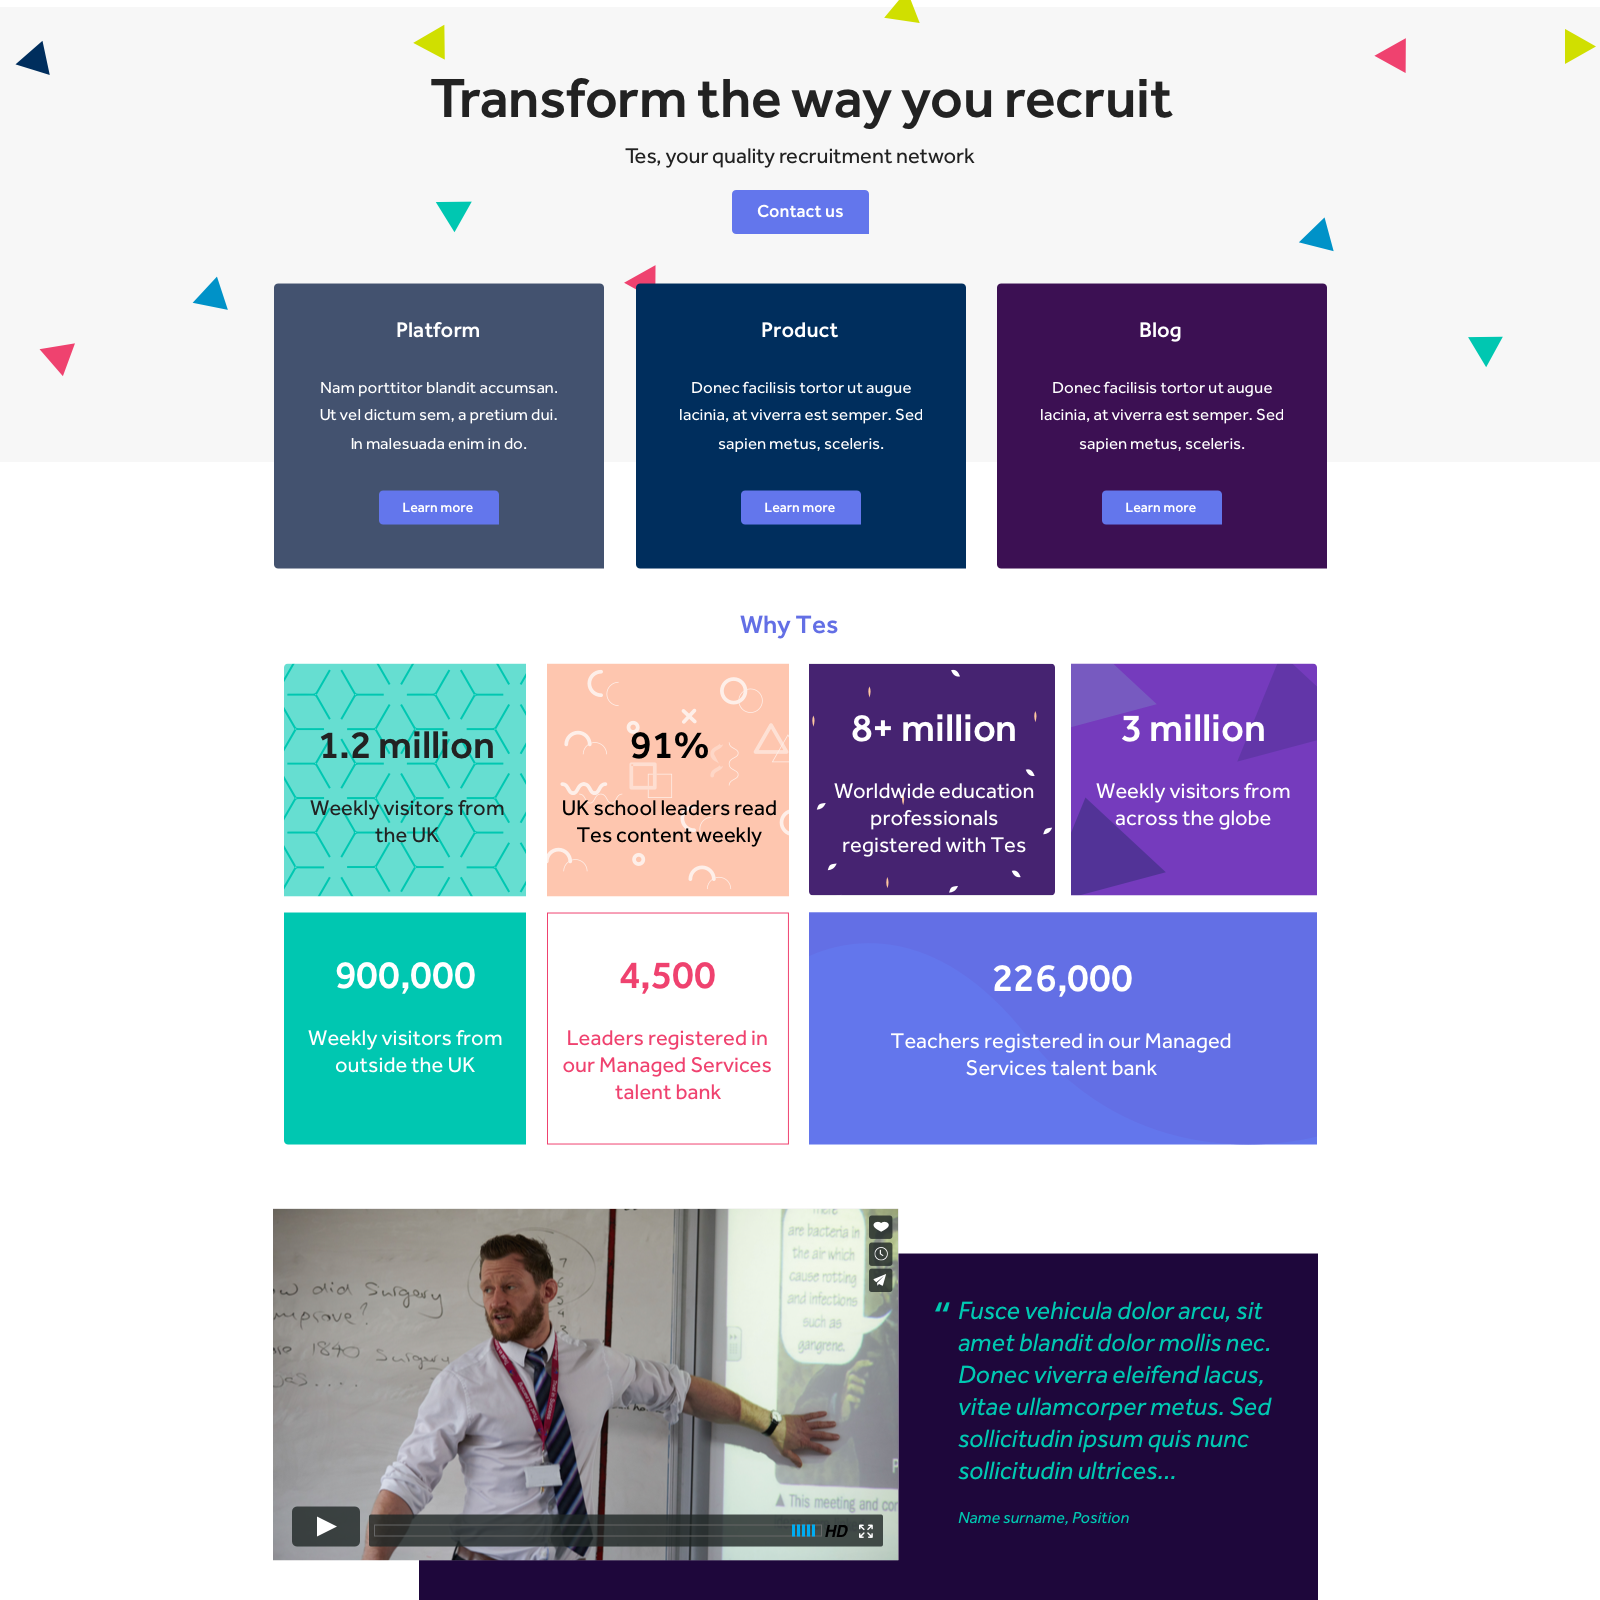 Transform the way you recruit
Tes, your quality recruitment network
Contact us
Platform
Nam porttitor blandit accumsan.
Ut vel dictum sem, a pretium dui.
In malesuada enim in do.
Learn more
Product
Donec facilisis tortor ut augue
lacinia, at viverra est semper. Sed
sapien metus, sceleris.
Learn more
Blog
Donec facilisis tortor ut augue
lacinia, at viverra est semper. Sed
sapien metus, sceleris.
Learn more
Why Tes
1.2 million
Weekly visitors from
the UK
91%
UK school leaders read
Tes content weekly
8+ million
Worldwide education
professionals
registered with Tes
3 million
Weekly visitors from
across the globe
900,000
Weekly visitors from
outside the UK
4,500
Leaders registered in
our Managed Services
talent bank
226,000
Teachers registered in our Managed
Services talent bank
did Surgery
mprove?
1840 Surgery
There
are bacteria in
the air which
cause rotting
and infections
such as
gangrene.
This meeting and con
HD
“ Fusce vehicula dolor arcu, sit
amet blandit dolor mollis nec.
Donec viverra eleifend lacus,
vitae ullamcorper metus. Sed
sollicitudin ipsum quis nunc
sollicitudin ultrices...
Name surname, Position